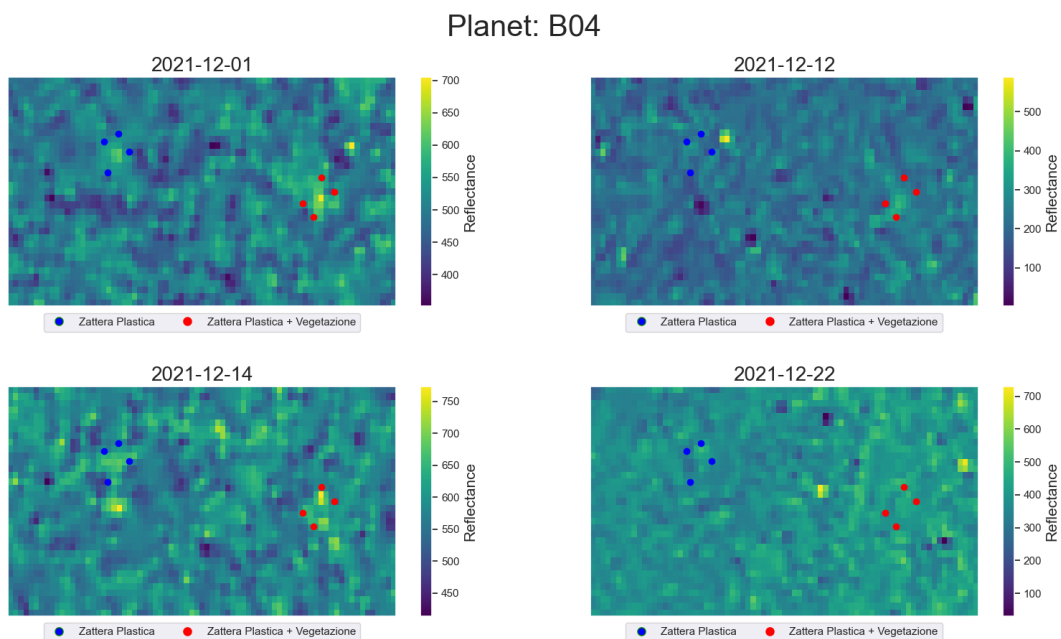 Planet: B04
2021-12-01
700
650
600
550
500
450
400
Reflectance
Zattera Plastica
Zattera Plastica + Vegetazione
2021-12-12
500
400
300
200
100
Reflectance
Zattera Plastica
Zattera Plastica + Vegetazione
2021-12-14
750
700
650
600
550
500
450
Reflectance
Zattera Plastica
Zattera Plastica + Vegetazione
2021-12-22
700
600
500
400
300
200
100
Reflectance
Zattera Plastica
Zattera Plastica + Vegetazione